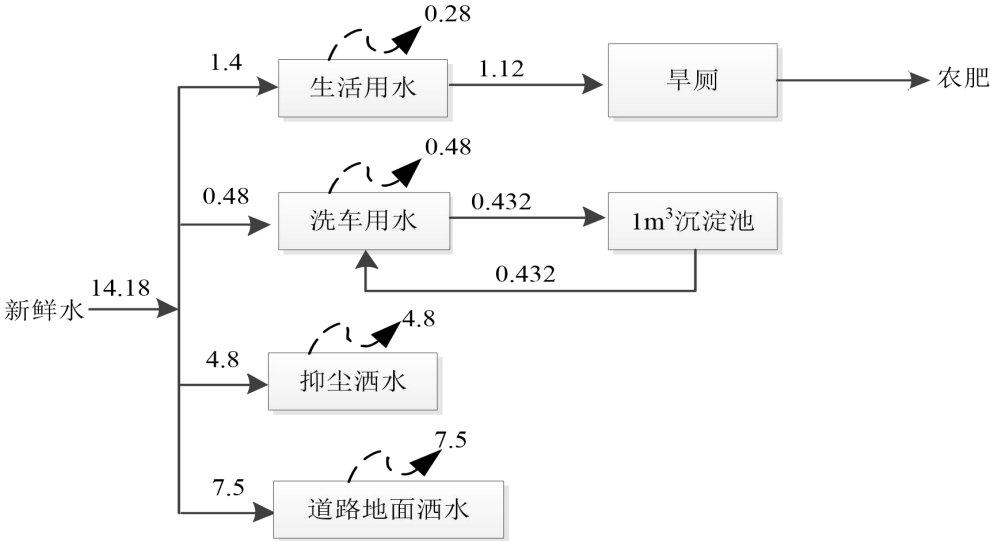 0.28
1.4
生活用水
1.12
旱厕
农肥
0.48
0.48
洗车用水
0.432
1m³沉淀池
0.432
新鲜水
14.18
4.8
4.8
抑尘洒水
7.5
7.5
道路地面洒水